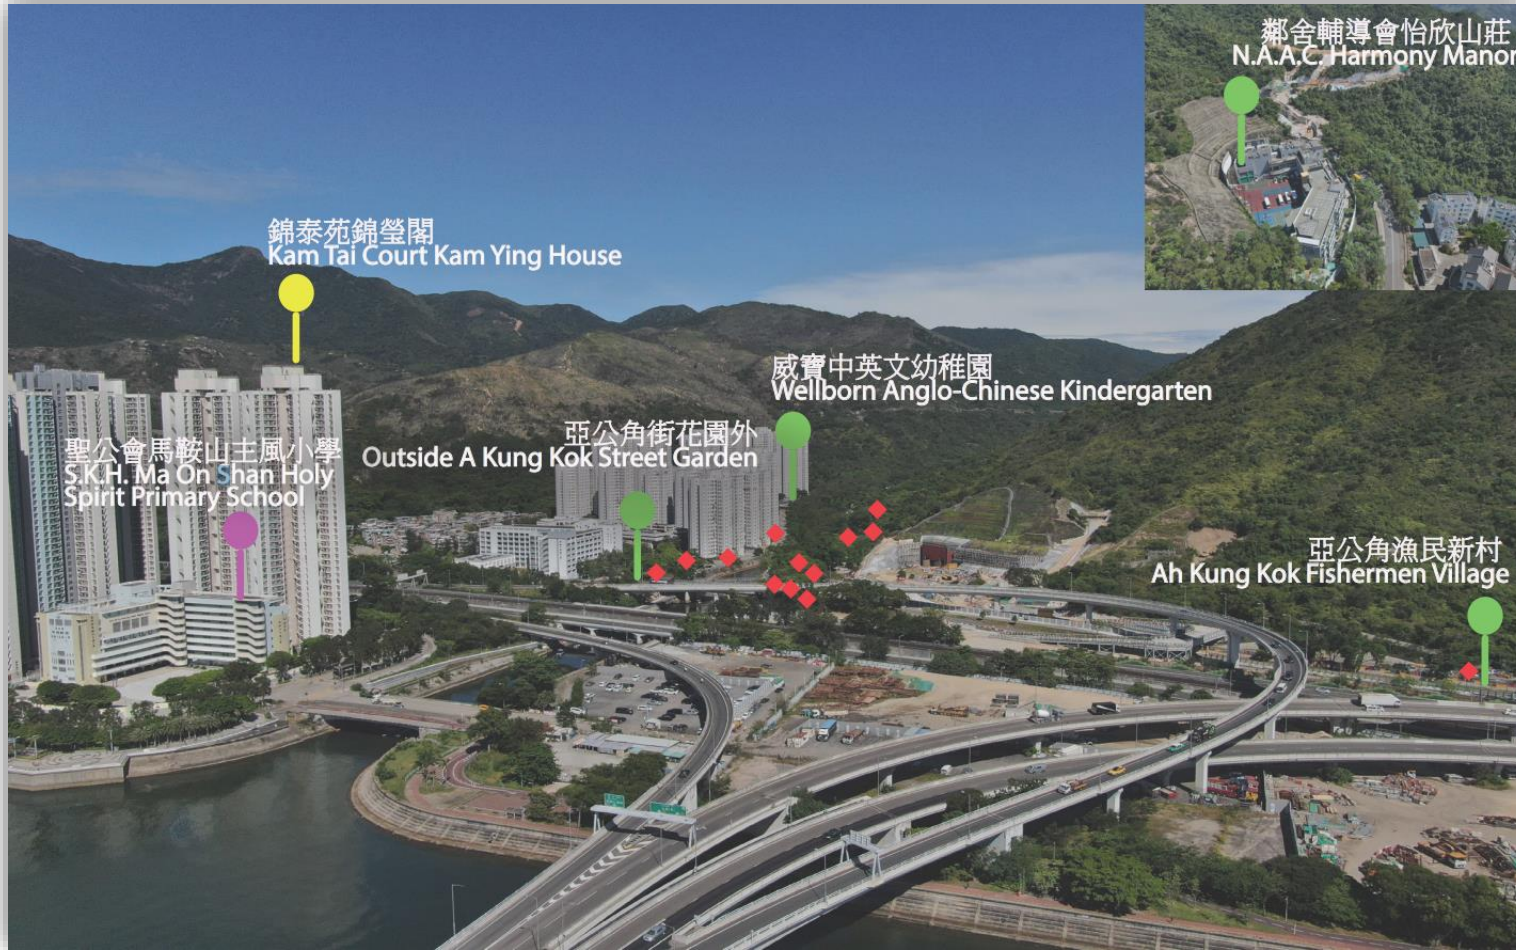 鄰舍輔導會怡欣山莊
N.A.A.C. Harmony Manor
錦泰苑錦瑩閣
Kam Tai Court Kam Ying House
威寶中英文幼稚園
Wellborn Anglo-Chinese Kindergarten
亞公角街花園外
Outside A Kung Kok Street Garden
聖公會馬鞍山主風小學
S.K.H. Ma On Shan Holy
Spirit Primary School
亞公角漁民新村
Ah Kung Kok Fishermen Village